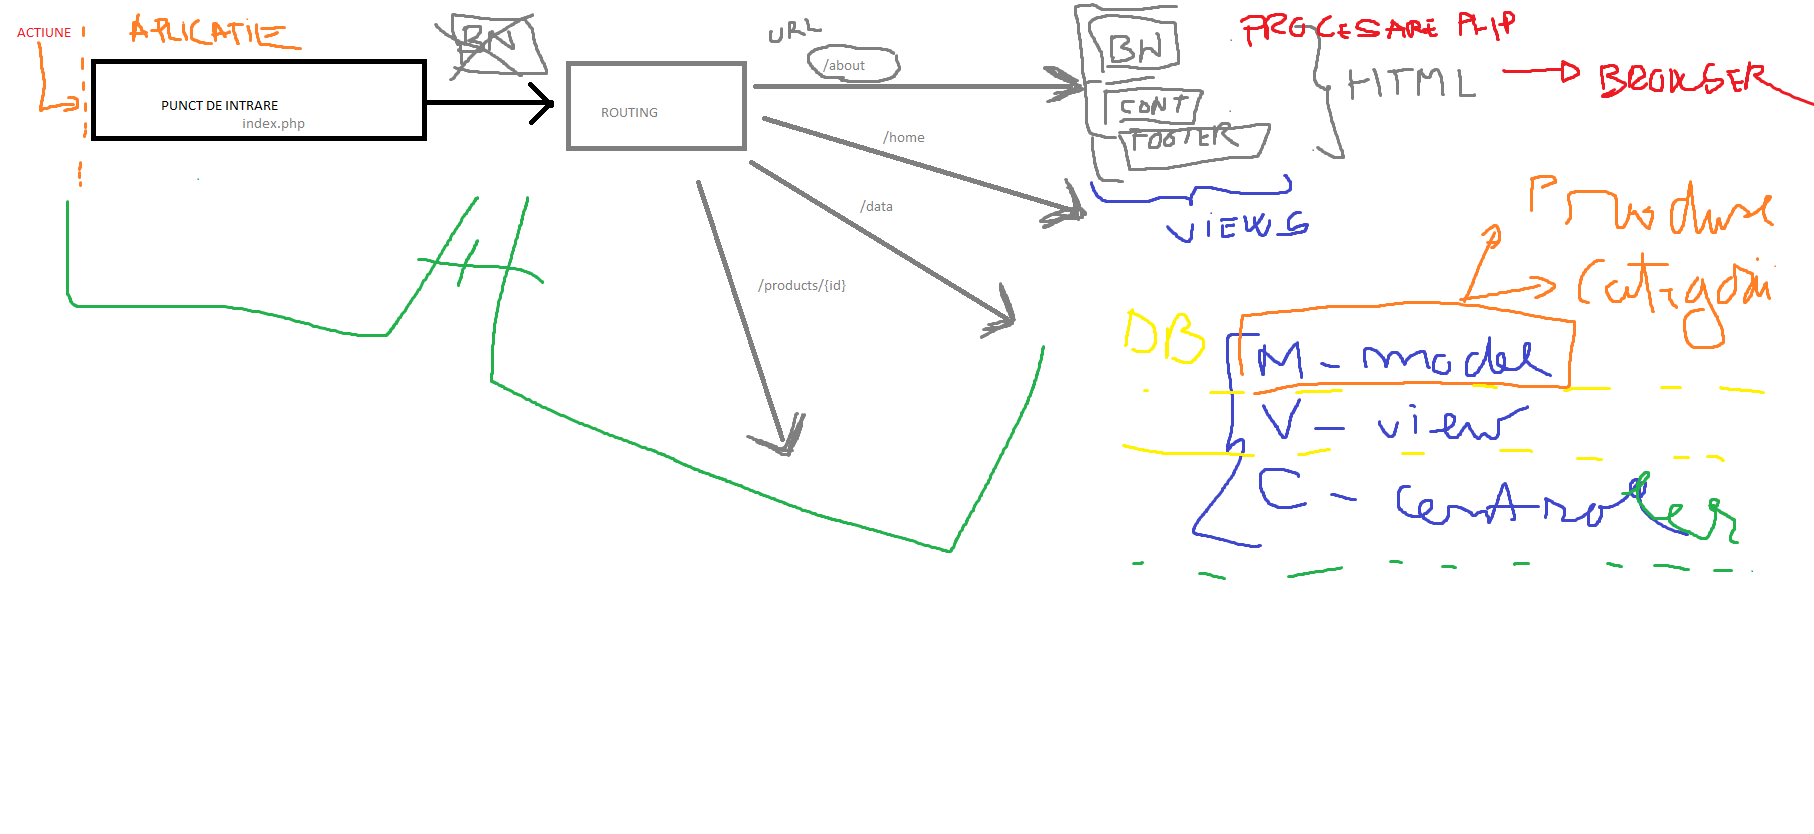 ACTIUNE
APLICATIE
PUNCT DE INTRARE
index.php
BN
ROUTING
URL
/about
/home
/data
/products/{id}
BN
CONT
FOOTER
VIEWS
PROCESARE PHP
HTML
BROWSER
Produse
Categorii
DB
M - model
V - view
C - controller